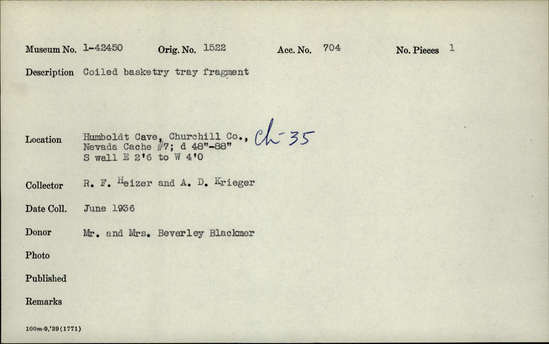 Museum No. 1-42450 Orig. No. 1522 Acc. No. 704 No. Pieces 1
Description Coiled basketry tray fragment
Location Humboldt Cave, Churchill Co., Ch-35
Nevada Cache #7; d 48"-88"
S wall E 2'6 to W 4'0
Collector R. F. Heizer and A. D. Krieger
Date Coll. June 1936
Donor Mr. and Mrs. Beverley Blackmor
Photo
Published
Remarks
100m-9,'39(1771)